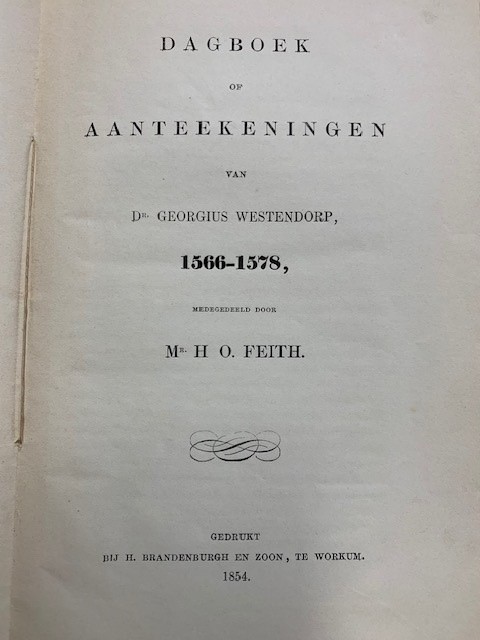 DAGBOEK
OF
AANTEEKENINGEN
VAN
DR. GEORGIUS WESTENDORP,
1566-1578,
MEDEGEDEELD DOOR
MR. H O. FEITH.
GEDRUKT
BIJ H. BRANDENBURGH EN ZOON, TE WORKUM.
1854.